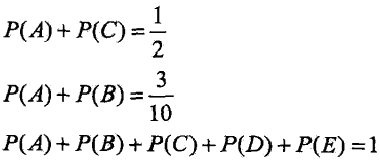 P(A) + P(C) = 1/2
P(A) + P(B) = 3/10
P(A) + P(B) + P(C) + P(D) + P(E) = 1